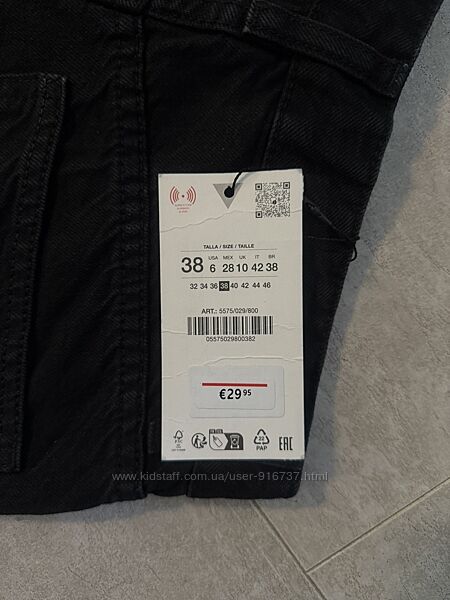 TALLA / SIZE / TAILLE
USA MEX UK IT BR
38 6 28 10 42 38
32 34 36 38 40 42 44 46
ART.: 5575/029/800
05575029800382
€29 95
22
PAP
EAC
www.kidstaff.com.ua/user-916737.html